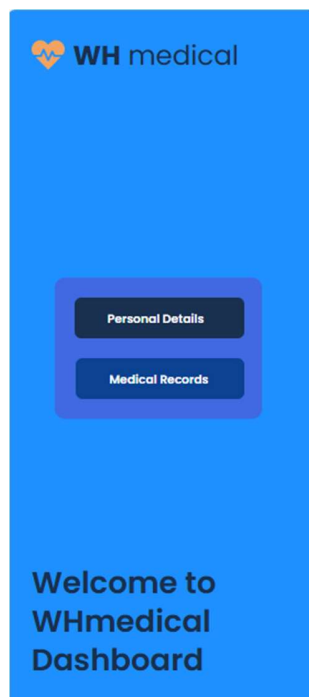 WH medical
Personal Details
Medical Records
Welcome to
WHmedical
Dashboard